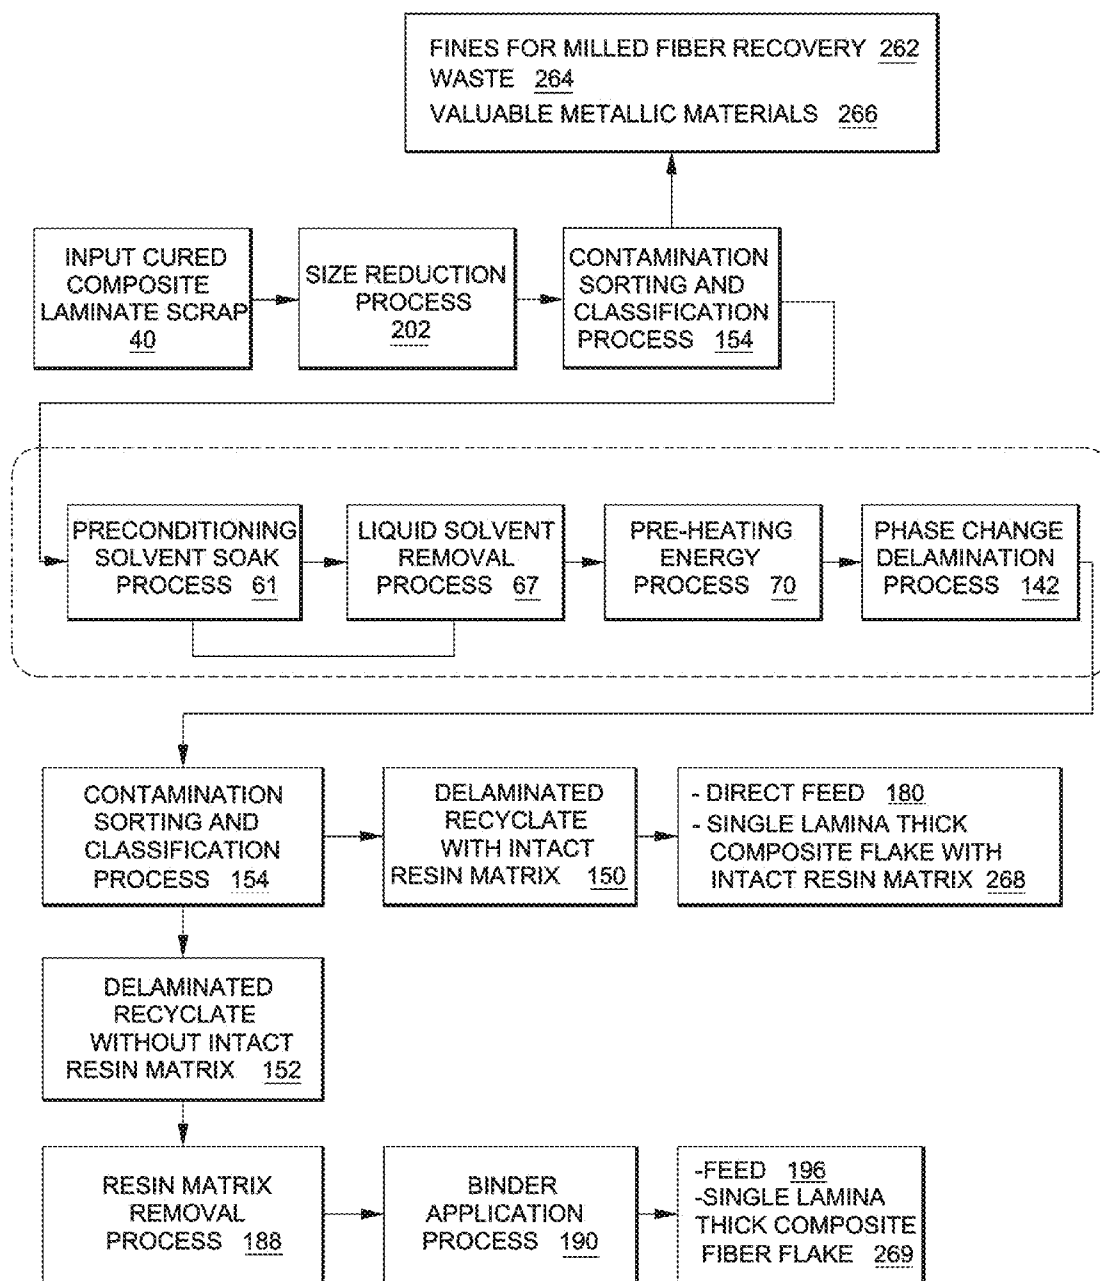 FINES FOR MILLED FIBER RECOVERY 262
WASTE 264
VALUABLE METALLIC MATERIALS 266
INPUT CURED
COMPOSITE
LAMINATE SCRAP
40
SIZE REDUCTION
PROCESS
202
CONTAMINATION
SORTING AND
CLASSIFICATION
PROCESS 154
PRECONDITIONING
SOLVENT SOAK
PROCESS 61
LIQUID SOLVENT
REMOVAL
PROCESS 67
PRE-HEATING
ENERGY
PROCESS 70
PHASE CHANGE
DELAMINATION
PROCESS 142
CONTAMINATION
SORTING AND
CLASSIFICATION
PROCESS 154
DELAMINATED
RECYCLATE
WITH INTACT
RESIN MATRIX 150
- DIRECT FEED 180
- SINGLE LAMINA THICK
COMPOSITE FLAKE WITH
INTACT RESIN MATRIX 268
DELAMINATED
RECYCLATE
WITHOUT INTACT
RESIN MATRIX 152
RESIN MATRIX
REMOVAL
PROCESS 188
BINDER
APPLICATION
PROCESS 190
-FEED 196
-SINGLE LAMINA
THICK COMPOSITE
FIBER FLAKE 269